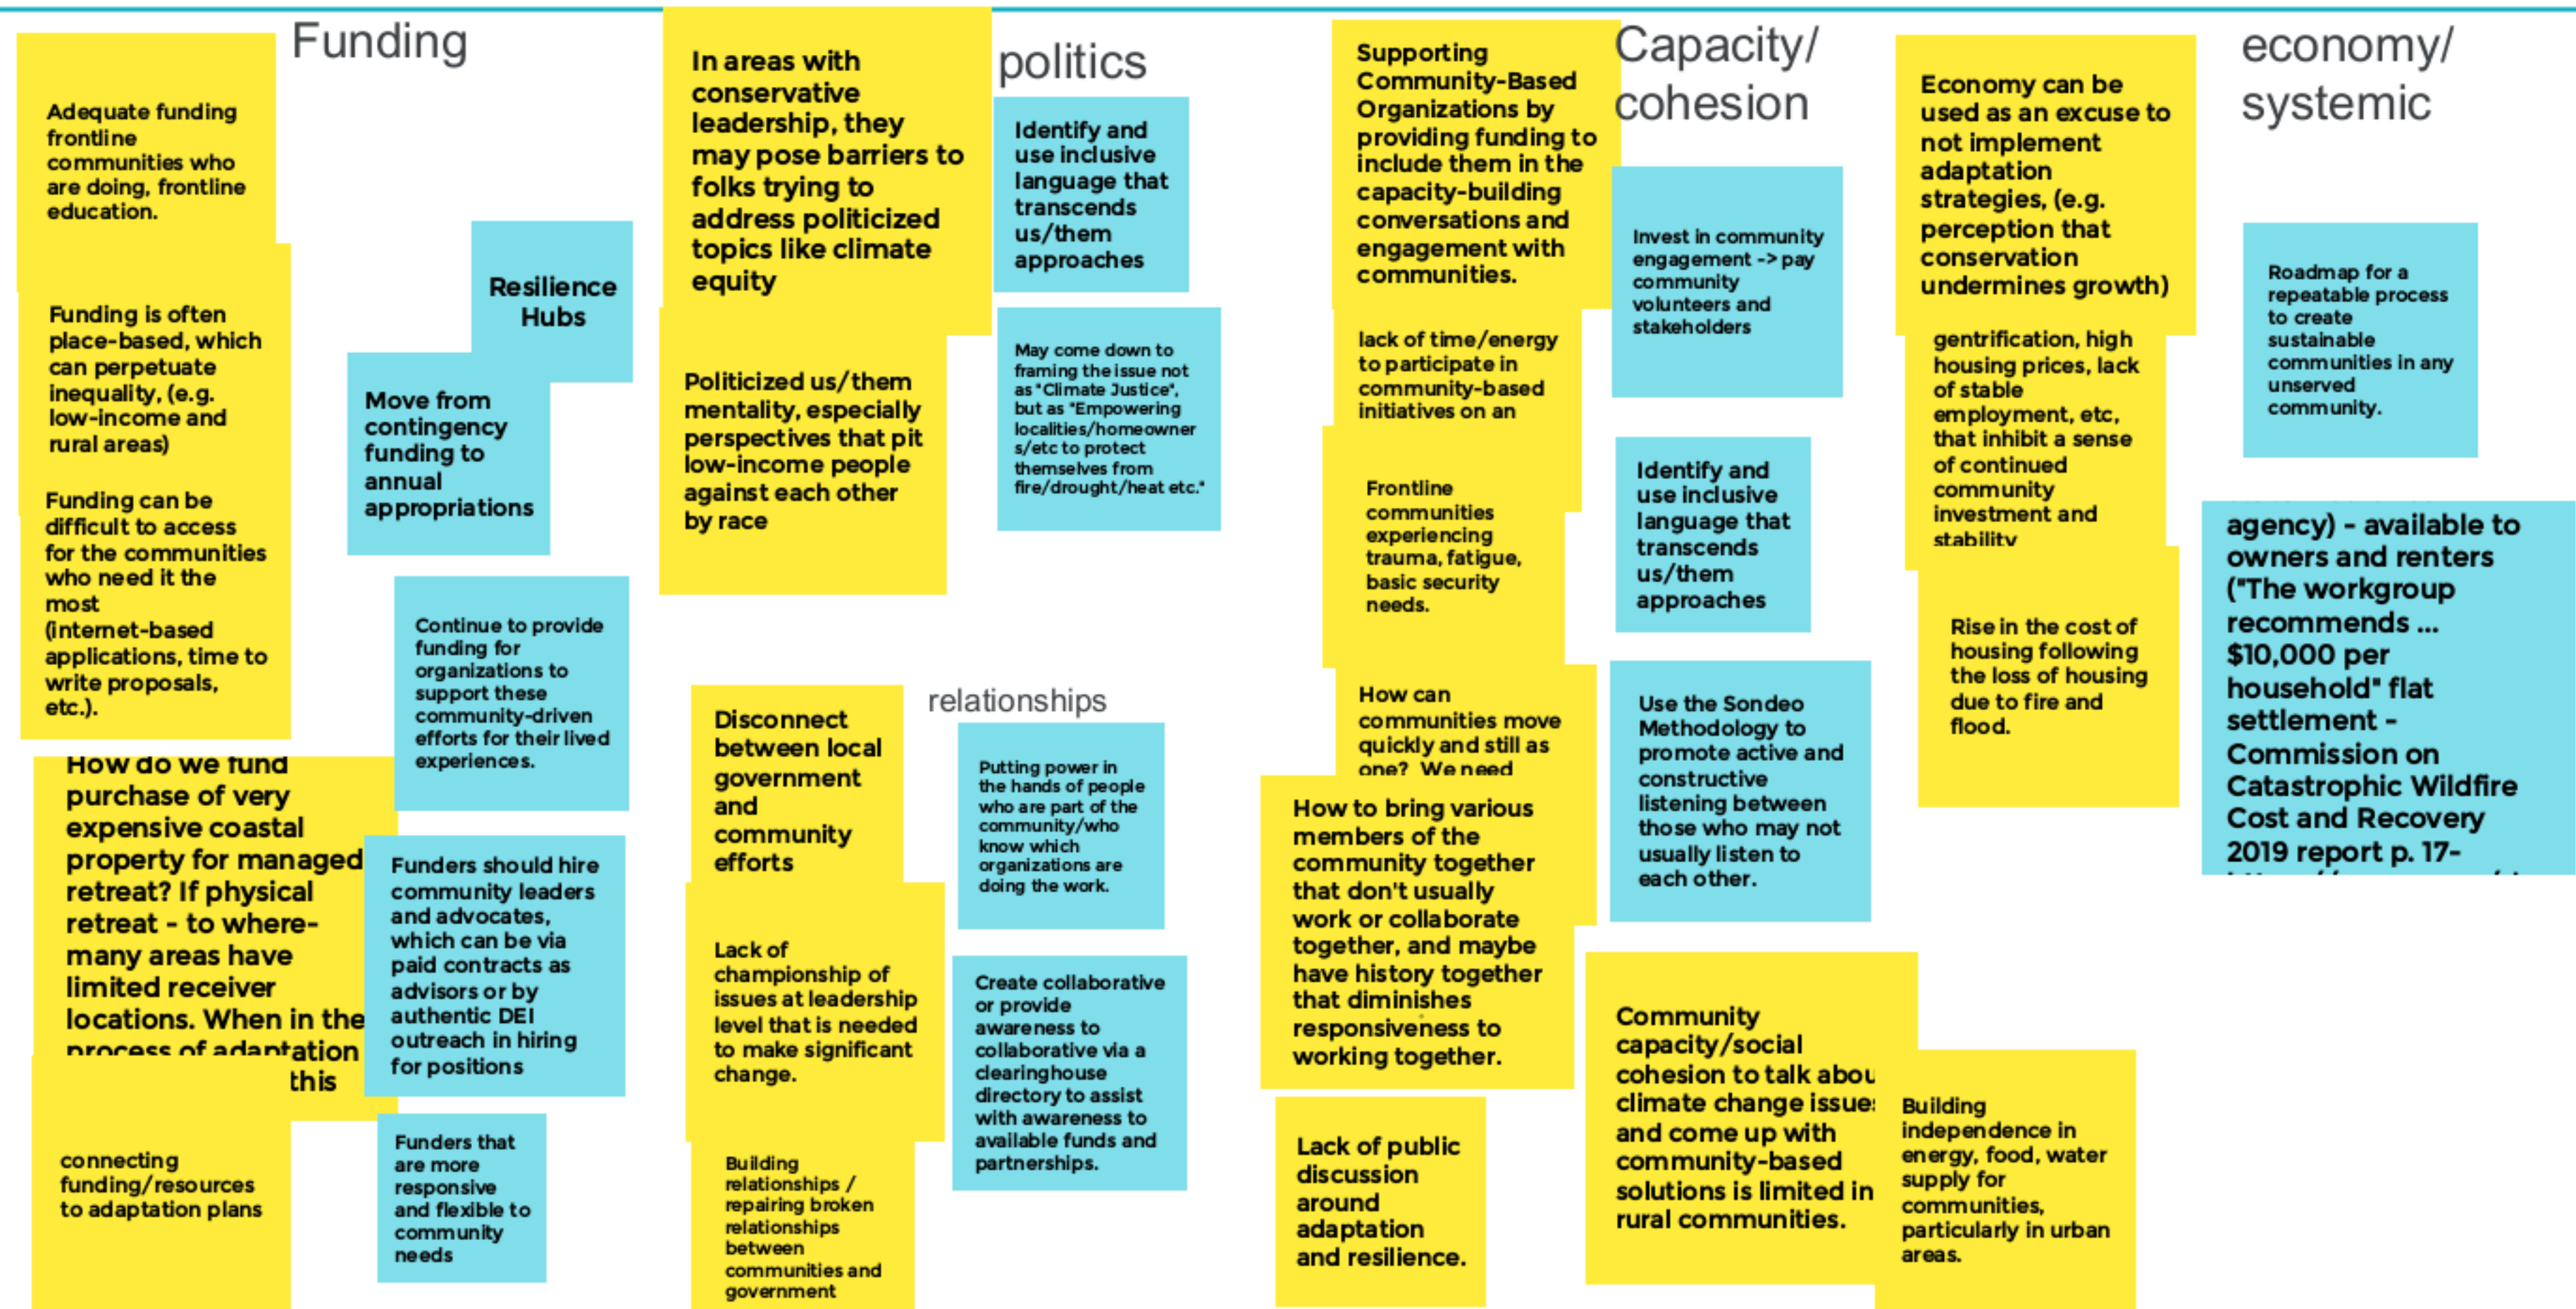 Funding
Adequate funding
frontline
communities who
are doing, frontline
education.
Funding is often
place-based, which
can perpetuate
inequality, (e.g.
low-income and
rural areas)
Funding can be
difficult to access
for the communities
who need it the
most
(internet-based
applications, time to
write proposals,
etc.).
How do we fund
purchase of very
expensive coastal
property for managed
retreat? If physical
retreat - to where-
many areas have
limited receiver
locations. When in the
process of adaptation
this
connecting
funding/resources
to adaptation plans
Resilience
Hubs
Move from
contingency
funding to
annual
appropriations
Continue to provide
funding for
organizations to
support these
community-driven
efforts for their lived
experiences.
Funders should hire
community leaders
and advocates,
which can be via
paid contracts as
advisors or by
authentic DEI
outreach in hiring
for positions
Funders that
are more
responsive
and flexible to
community
needs
politics
In areas with
conservative
leadership, they
may pose barriers to
folks trying to
address politicized
topics like climate
equity
Politicized us/them
mentality, especially
perspectives that pit
low-income people
against each other
by race
Identify and
use inclusive
language that
transcends
us/them
approaches
May come down to
framing the issue not
as "Climate Justice",
but as "Empowering
localities/homeowner
s/etc to protect
themselves from
fire/drought/heat etc."
relationships
Disconnect
between local
government
and
community
efforts
Lack of
championship of
issues at leadership
level that is needed
to make significant
change.
Building
relationships /
repairing broken
relationships
between
communities and
government
Putting power in
the hands of people
who are part of the
community/who
know which
organizations are
doing the work.
Create collaborative
or provide
awareness to
collaborative via a
clearinghouse
directory to assist
with awareness to
available funds and
partnerships.
Capacity/
cohesion
Supporting
Community-Based
Organizations by
providing funding to
include them in the
capacity-building
conversations and
engagement with
communities.
lack of time/energy
to participate in
community-based
initiatives on an
Frontline
communities
experiencing
trauma, fatigue,
basic security
needs.
How can
communities move
quickly and still as
one? We need
How to bring various
members of the
community together
that don't usually
work or collaborate
together, and maybe
have history together
that diminishes
responsiveness to
working together.
Lack of public
discussion
around
adaptation
and resilience.
Invest in community
engagement -> pay
community
volunteers and
stakeholders
Identify and
use inclusive
language that
transcends
us/them
approaches
Use the Sondeo
Methodology to
promote active and
constructive
listening between
those who may not
usually listen to
each other.
Community
capacity/social
cohesion to talk abou
climate change issues
and come up with
community-based
solutions is limited in
rural communities.
Building
independence in
energy, food, water
supply for
communities,
particularly in urban
areas.
economy/
systemic
Economy can be
used as an excuse to
not implement
adaptation
strategies, (e.g.
perception that
conservation
undermines growth)
gentrification, high
housing prices, lack
of stable
employment, etc,
that inhibit a sense
of continued
community
investment and
stability
Rise in the cost of
housing following
the loss of housing
due to fire and
flood.
Roadmap for a
repeatable process
to create
sustainable
communities in any
unserved
community.
agency) - available to
owners and renters
("The workgroup
recommends ...
$10,000 per
household" flat
settlement -
Commission on
Catastrophic Wildfire
Cost and Recovery
2019 report p. 17-